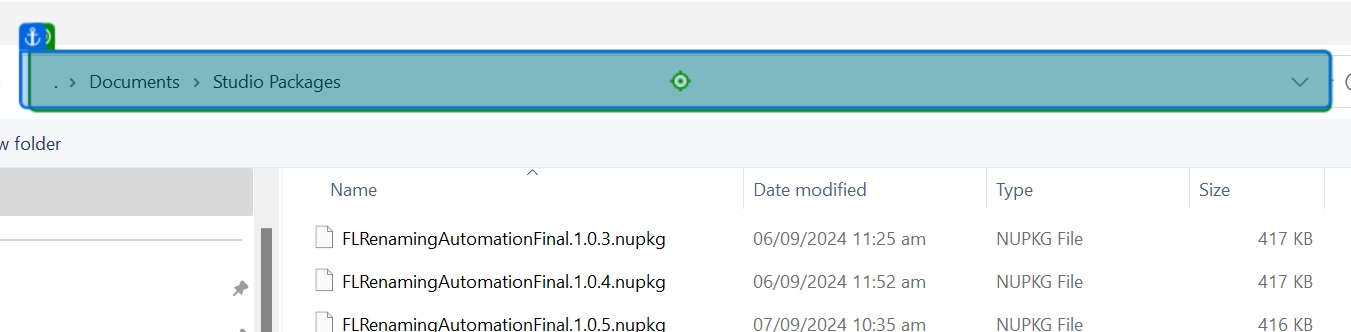 . > Documents > Studio Packages
w folder
Name Date modified Type Size
FLRenamingAutomationFinal.1.0.3.nupkg 06/09/2024 11:25 am NUPKG File 417 KB
FLRenamingAutomationFinal.1.0.4.nupkg 06/09/2024 11:52 am NUPKG File 417 KB
FLRenamingAutomationFinal.1.0.5.nupkg 07/09/2024 10:35 am NUPKG File 416 KB